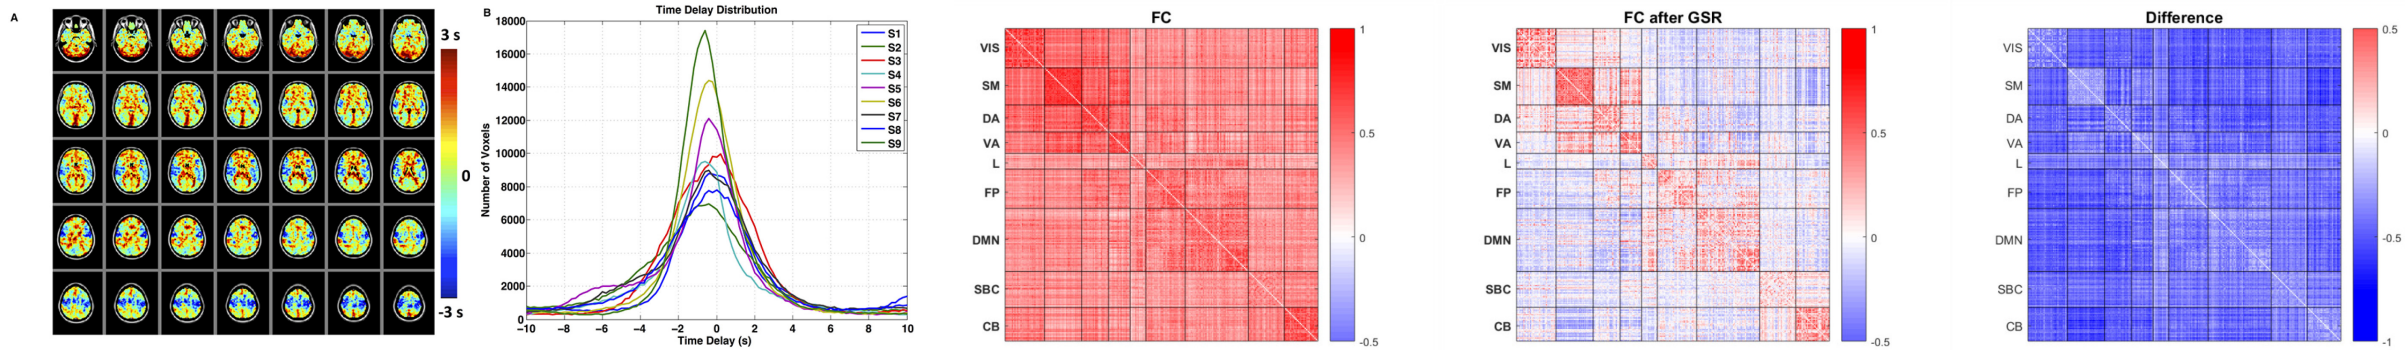 A
3 s
0
-3 s
B
Time Delay Distribution
18000
16000
14000
12000
10000
8000
6000
4000
2000
0
Number of Voxels
−10 −8 −6 −4 −2 0 2 4 6 8 10
Time Delay (s)
S1
S2
S3
S4
S5
S6
S7
S8
S9
FC
VIS
SM
DA
VA
L
FP
DMN
SBC
CB
1
0.5
0
-0.5
FC after GSR
VIS
SM
DA
VA
L
FP
DMN
SBC
CB
1
0.5
0
-0.5
Difference
VIS
SM
DA
VA
L
FP
DMN
SBC
CB
0.5
0
-0.5
-1